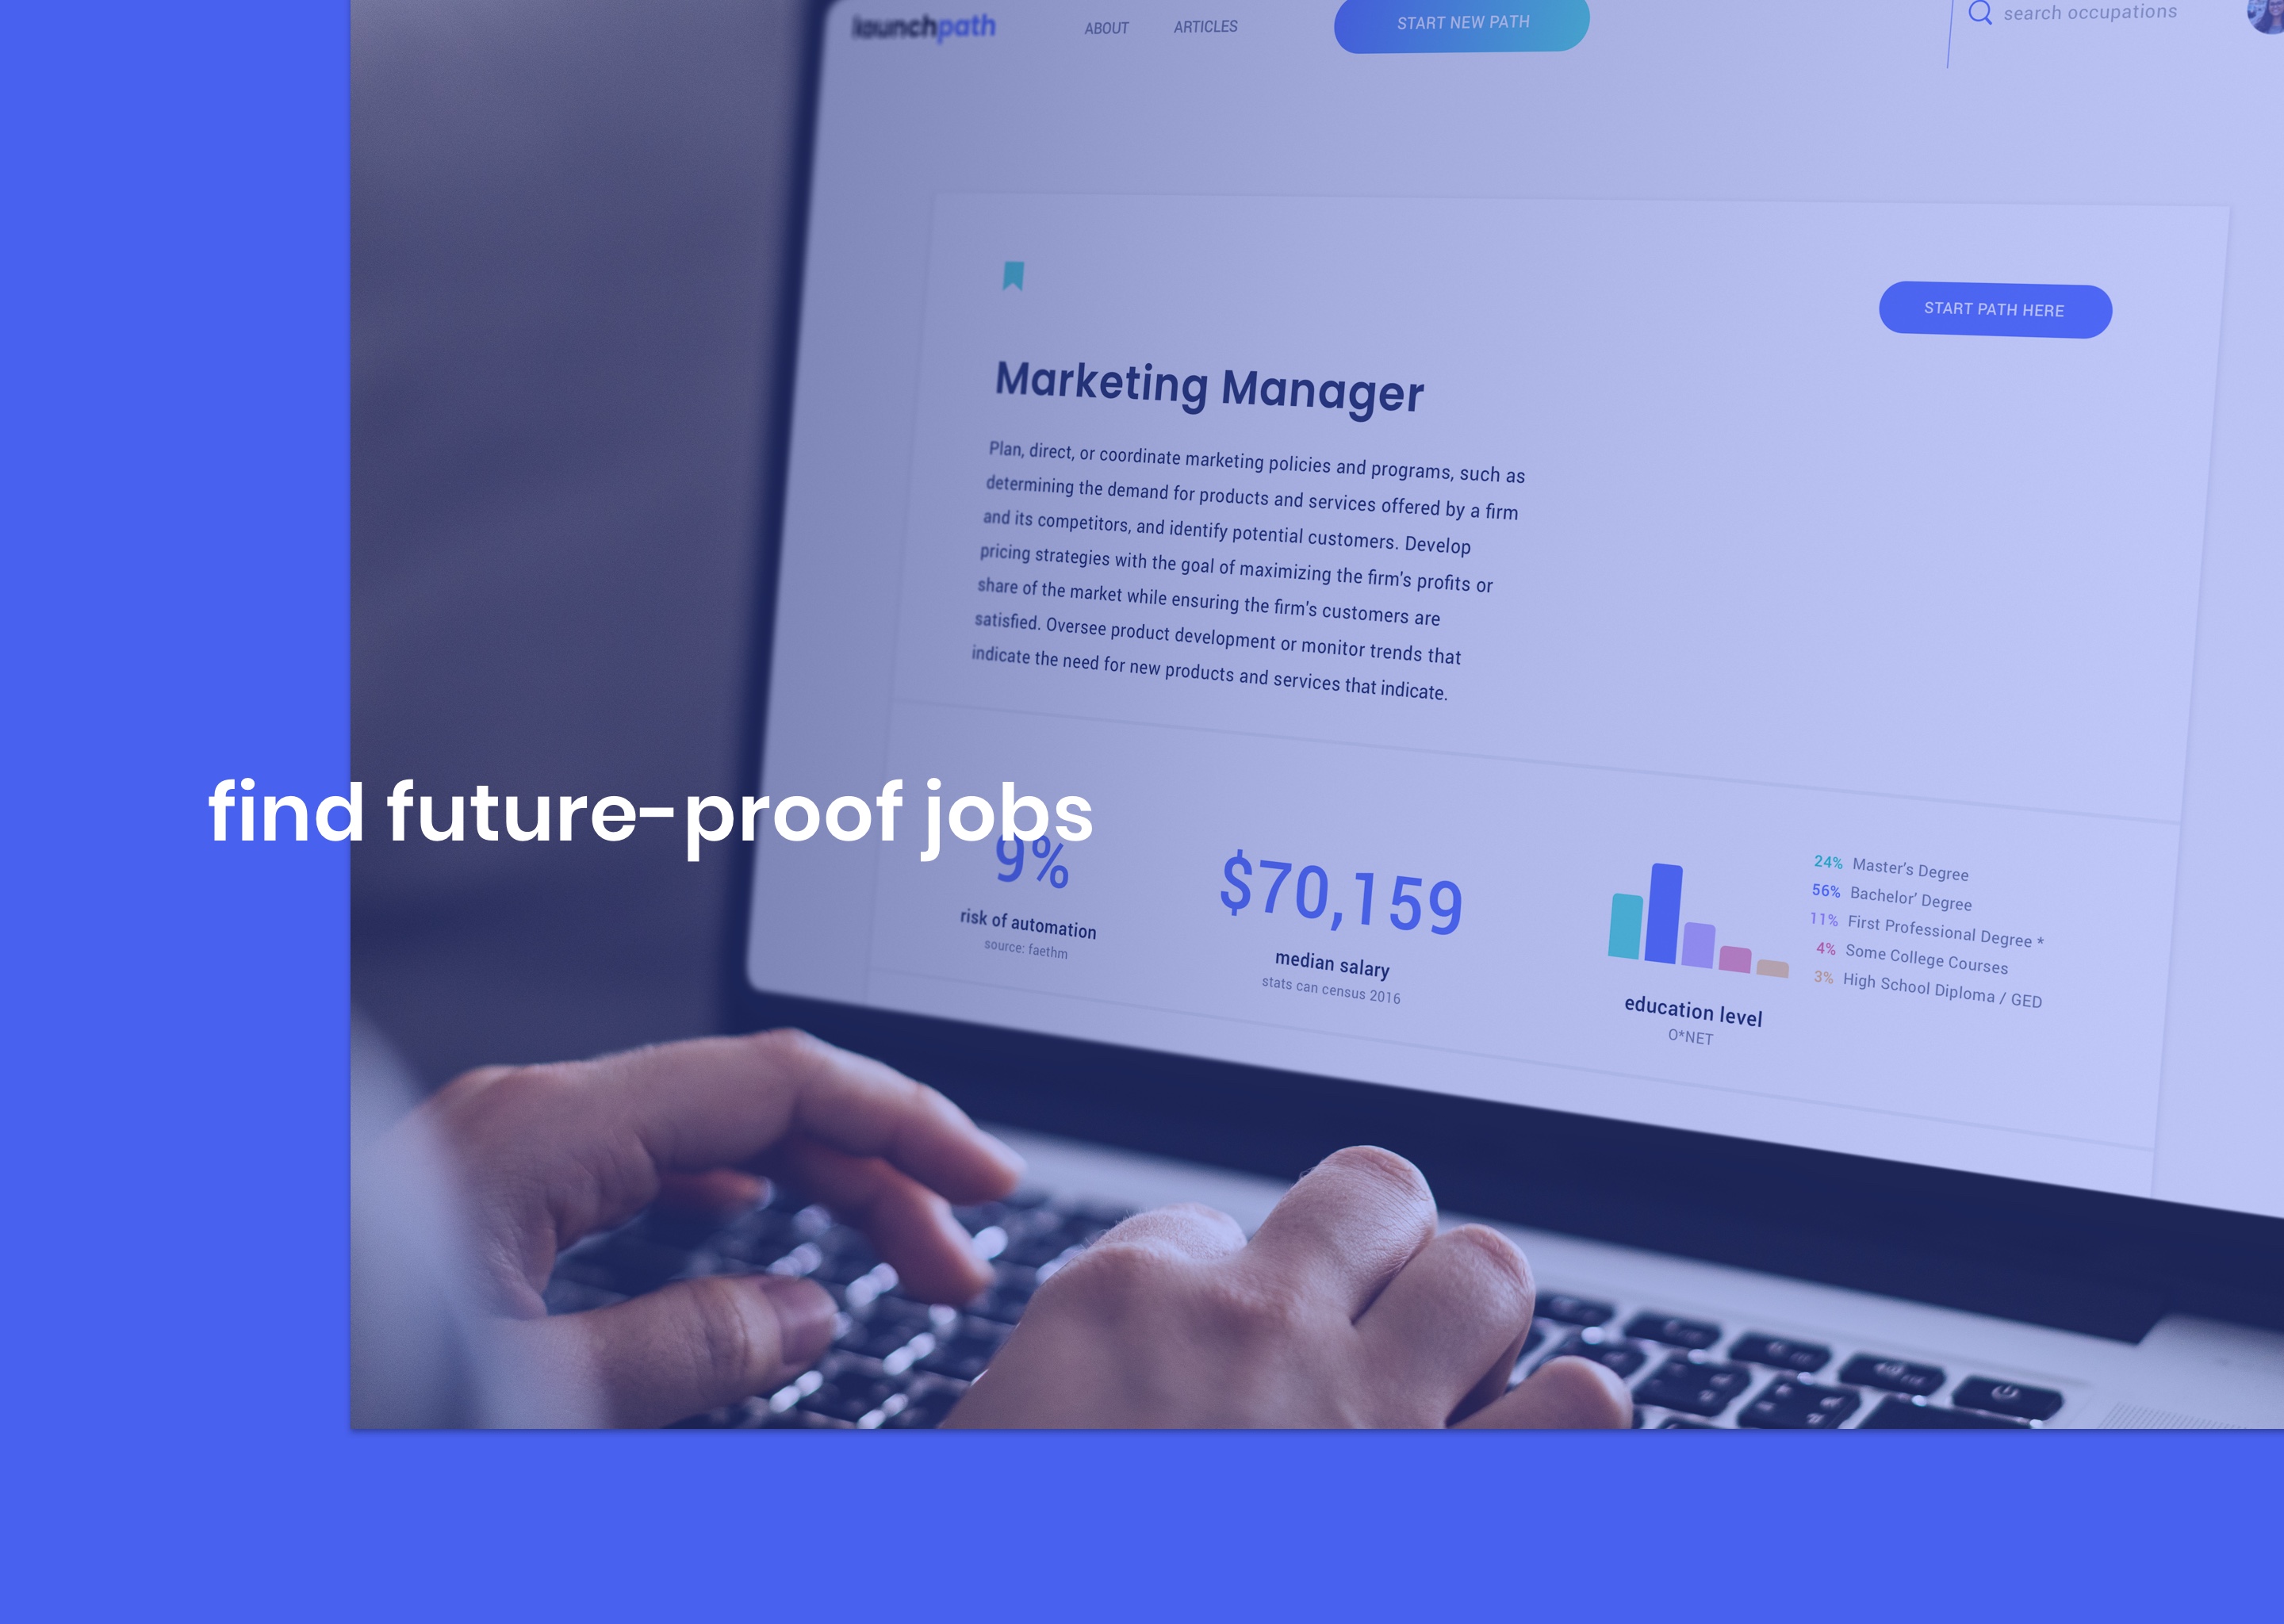 launchpath
ABOUT
ARTICLES
START NEW PATH
search occupations
START PATH HERE
Marketing Manager
Plan, direct, or coordinate marketing policies and programs, such as
determining the demand for products and services offered by a firm
and its competitors, and identify potential customers. Develop
pricing strategies with the goal of maximizing the firm's profits or
share of the market while ensuring the firm's customers are
satisfied. Oversee product development or monitor trends that
indicate the need for new products and services that indicate.
find future-proof jobs
9%
risk of automation
source: faethm
$70,159
median salary
stats can census 2016
24% Master's Degree
56% Bachelor' Degree
11% First Professional Degree *
4% Some College Courses
3% High School Diploma / GED
education level
O*NET